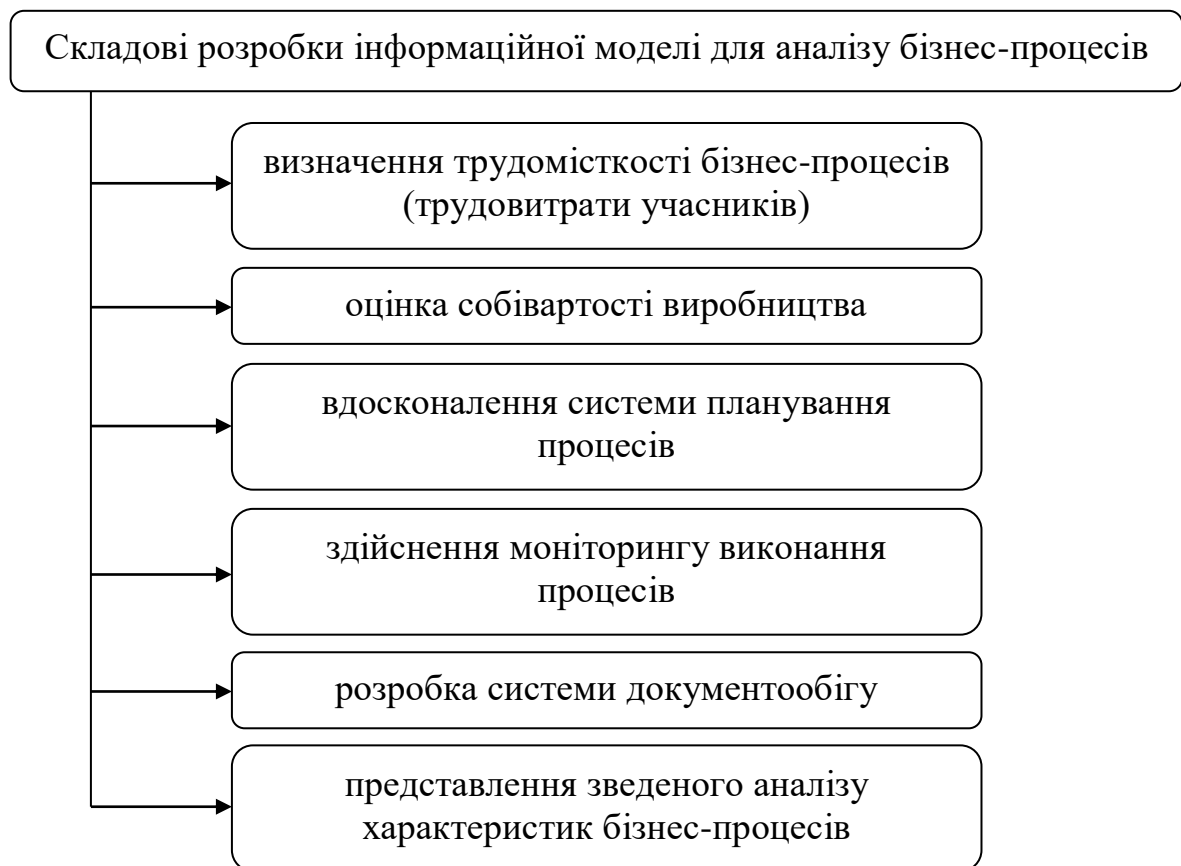 Складові розробки інформаційної моделі для аналізу бізнес-процесів
визначення трудомісткості бізнес-процесів
(трудовитрати учасників)
оцінка собівартості виробництва
вдосконалення системи планування
процесів
здійснення моніторингу виконання
процесів
розробка системи документообігу
представлення зведеного аналізу
характеристик бізнес-процесів